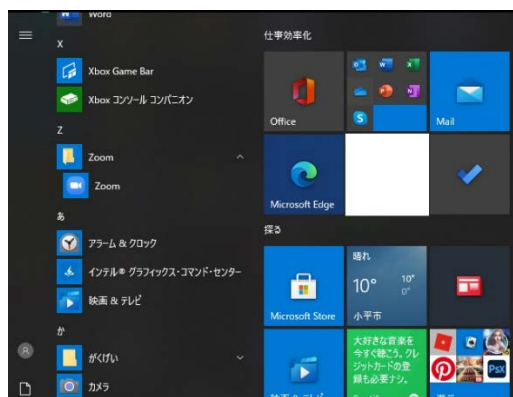 Word
X
Xbox Game Bar
Xbox コンソール コンパニオン
Z
Zoom
Zoom
あ
アラーム & クロック
インテル® グラフィックス・コマンド・センター
映画 & テレビ
か
がくげい
カメラ
仕事効率化
Office
Mail
Microsoft Edge
探る
Microsoft Store
晴れ
10°
10°
0°
小平市
大好きな音楽を
今すぐ聴こう。クレ
ジットカードの登
録も必要ナシ。